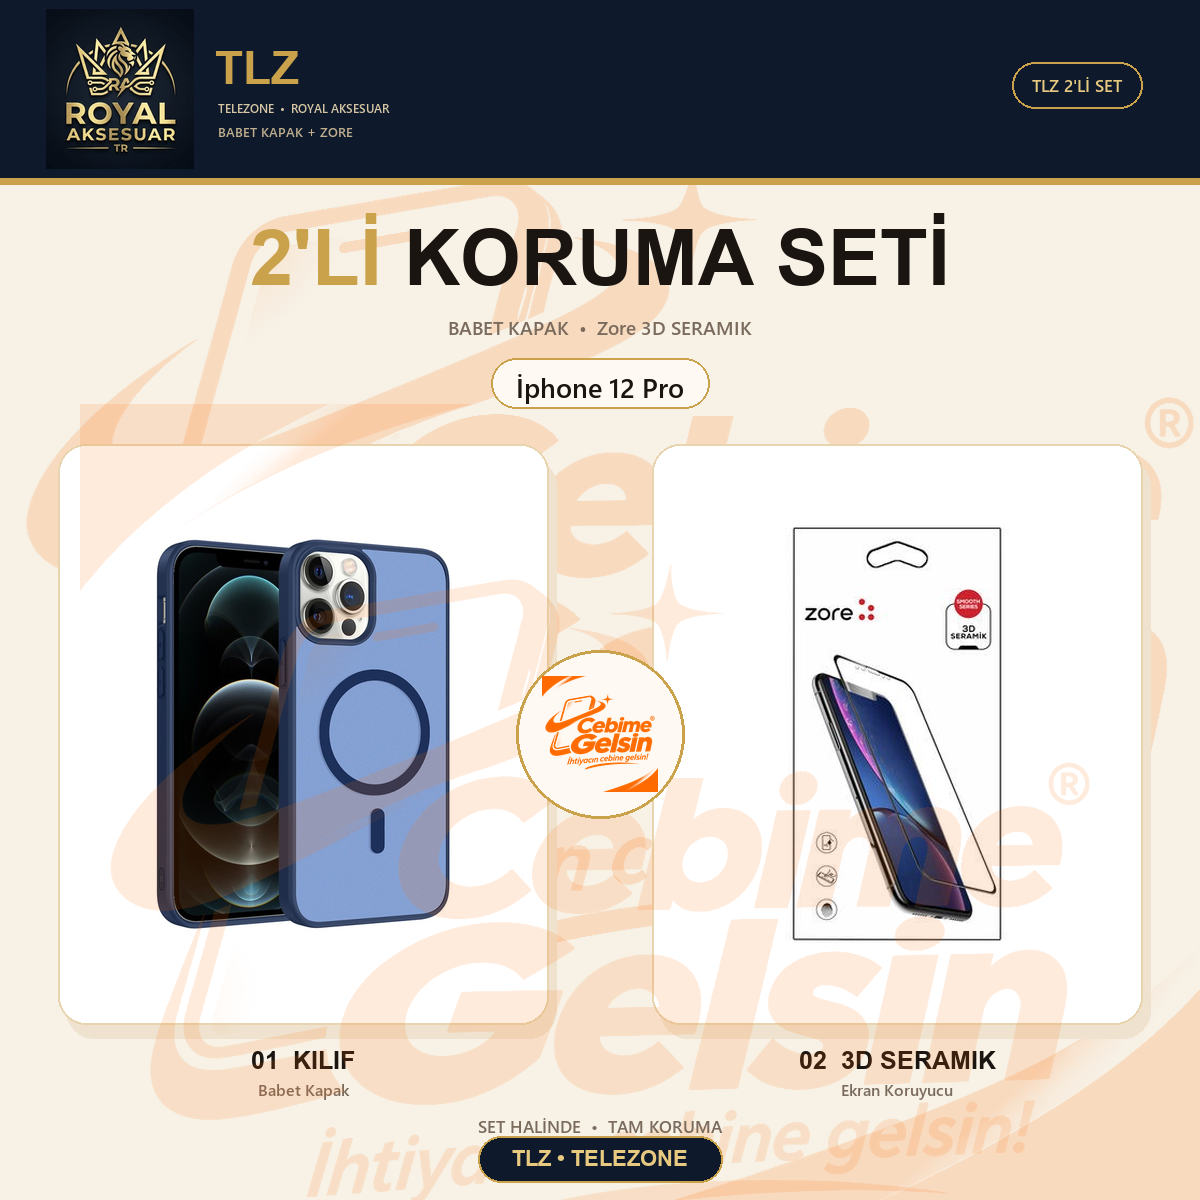 ROYAL
AKSESUAR
TR
TLZ
TELEZONE • ROYAL AKSESUAR
BABET KAPAK + ZORE
TLZ 2'Lİ SET
2'Lİ KORUMA SETİ
BABET KAPAK • Zore 3D SERAMIK
İphone 12 Pro
zore
SMOOTH
SERIES
3D
SERAMİK
Cebime®
Gelsin
İhtiyacın cebine gelsin!
Cebime®
Gelsin
01 KILIF
Babet Kapak
02 3D SERAMIK
Ekran Koruyucu
SET HALİNDE • TAM KORUMA
TLZ • TELEZONE